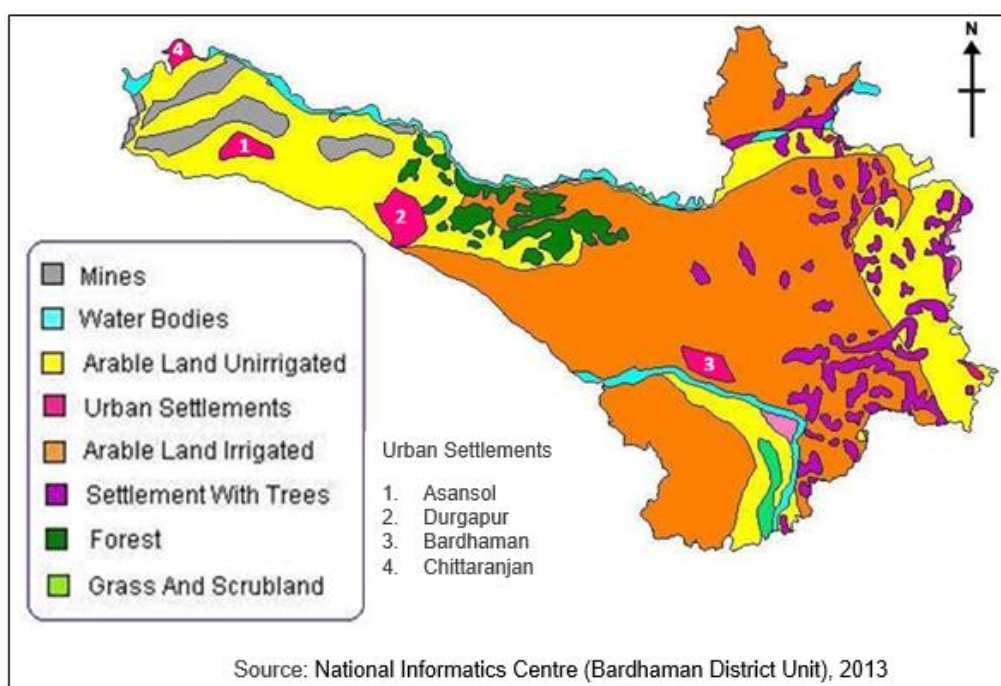 4
N
1
2
3
Mines
Water Bodies
Arable Land Unirrigated
Urban Settlements
Arable Land Irrigated
Settlement With Trees
Forest
Grass And Scrubland
Urban Settlements
1. Asansol
2. Durgapur
3. Bardhaman
4. Chittaranjan
Source: National Informatics Centre (Bardhaman District Unit), 2013